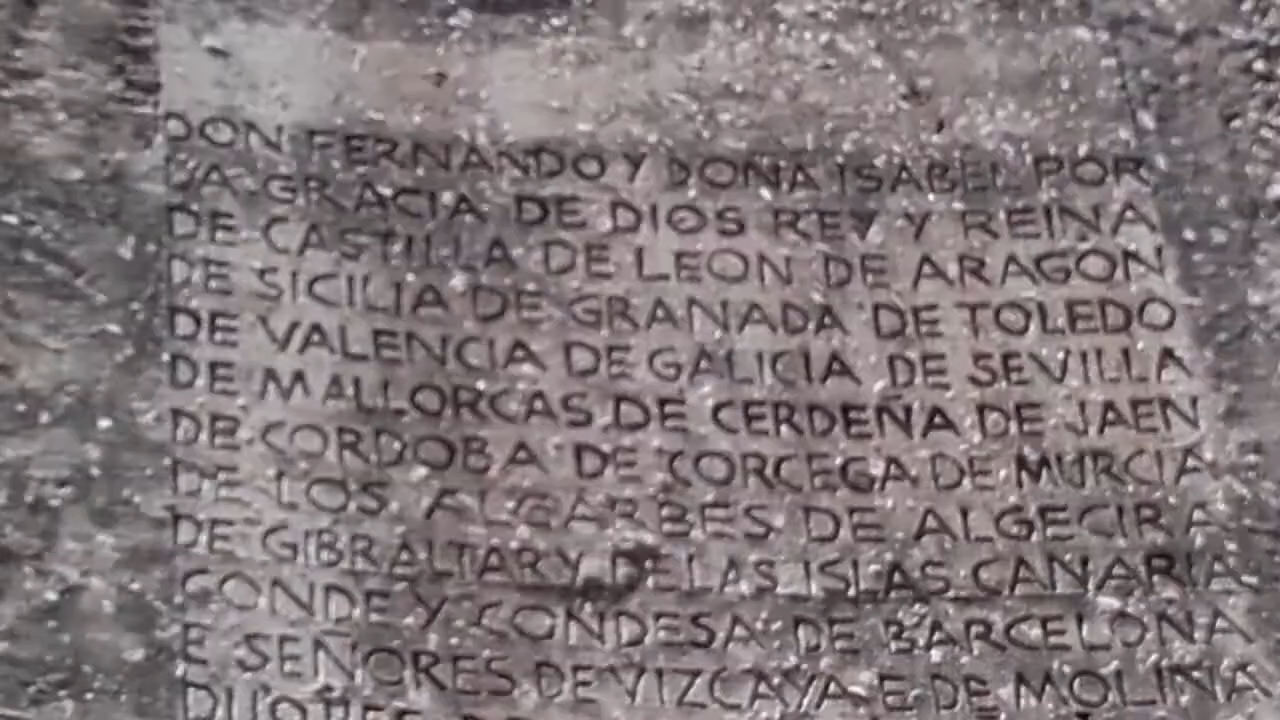 DON FERNANDO Y DOÑA ISABEL POR
LA GRACIA DE DIOS REY Y REINA
DE CASTILLA DE LEON DE ARAGON
DE SICILIA DE GRANADA DE TOLEDO
DE VALENCIA DE GALICIA DE SEVILLA
DE MALLORCAS DE CERDEÑA DE JAEN
DE CORDOBA DE CORCEGA DE MURCIA
DE LOS ALGARBES DE ALGECIRA
DE GIBRALTAR Y DE LAS ISLAS CANARIA
CONDE Y CONDESA DE BARCELONA
E SEÑORES DE VIZCAYA E DE MOLINA